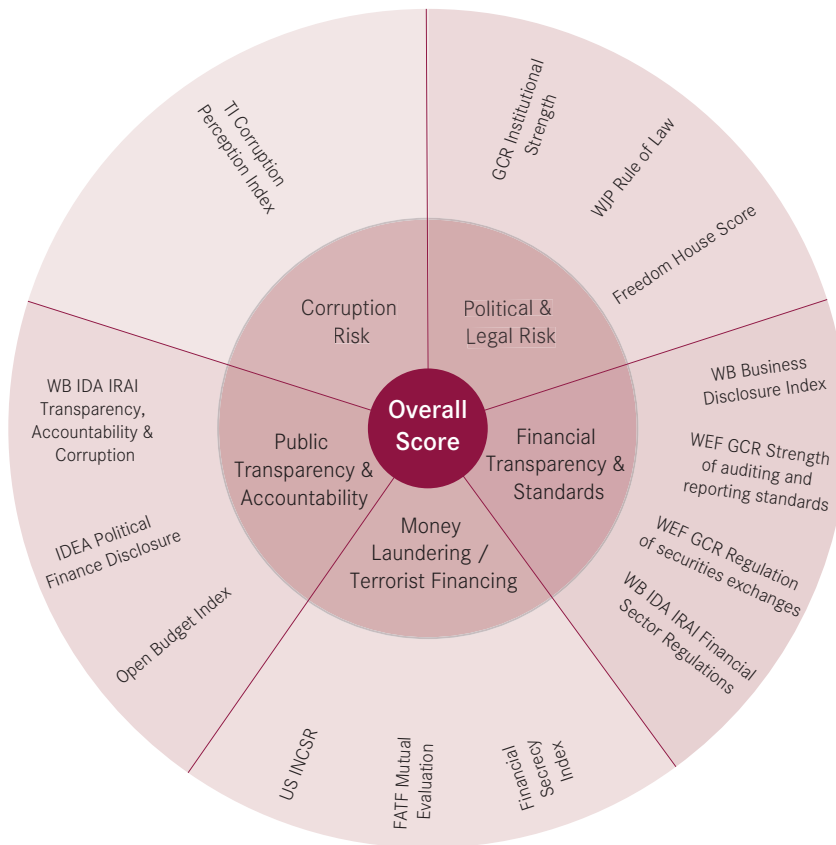 TI Corruption
Perception Index
GCR Institutional
Strength
WJP Rule of Law
Freedom House Score
Corruption
Risk
Political &
Legal Risk
WB Business
Disclosure Index
WB IDA IRAI
Transparency,
Accountability &
Corruption
Overall
Score
Public
Transparency &
Accountability
Financial
Transparency &
Standards
WEF GCR Strength
of auditing and
reporting standards
IDEA Political
Finance Disclosure
Money
Laundering /
Terrorist Financing
WEF GCR Regulation
of securities exchanges
Open Budget Index
WB IDA IRAI Financial
Sector Regulations
US INCSR
FATF Mutual
Evaluation
Financial
Secrecy
Index